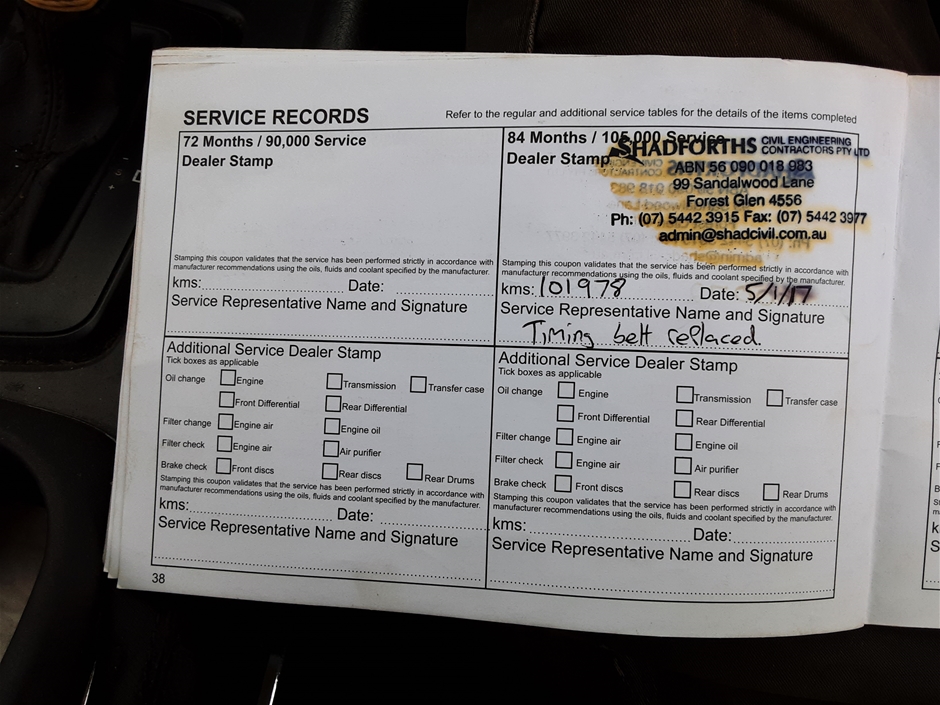 SERVICE RECORDS
Refer to the regular and additional service tables for the details of the items completed
72 Months / 90,000 Service
Dealer Stamp
Stamping this coupon validates that the service has been performed strictly in accordance with
manufacturer recommendations using the oils, fluids and coolant specified by the manufacturer.
kms: Date:
Service Representative Name and Signature
84 Months / 105,000 Service
Dealer Stamp
SHADFORTHS CIVIL ENGINEERING
CONTRACTORS PTY LTD
ABN 56 090 018 983
99 Sandalwood Lane
Forest Glen 4556
Ph: (07) 5442 3915 Fax: (07) 5442 3977
admin@shadcivil.com.au
Stamping this coupon validates that the service has been performed strictly in accordance with
manufacturer recommendations using the oils, fluids and coolant specified by the manufacturer.
kms: 101978 Date: 5/1/17
Service Representative Name and Signature
Timing belt replaced.
Additional Service Dealer Stamp
Tick boxes as applicable
Oil change Engine Transmission Transfer case
Front Differential Rear Differential
Filter change Engine air Engine oil
Filter check Engine air Air purifier
Brake check Front discs Rear discs Rear Drums
Stamping this coupon validates that the service has been performed strictly in accordance with
manufacturer recommendations using the oils, fluids and coolant specified by the manufacturer.
kms: Date:
Service Representative Name and Signature
Additional Service Dealer Stamp
Tick boxes as applicable
Oil change Engine Transmission Transfer case
Front Differential Rear Differential
Filter change Engine air Engine oil
Filter check Engine air Air purifier
Brake check Front discs Rear discs Rear Drums
Stamping this coupon validates that the service has been performed strictly in accordance with
manufacturer recommendations using the oils, fluids and coolant specified by the manufacturer.
kms: Date:
Service Representative Name and Signature
38